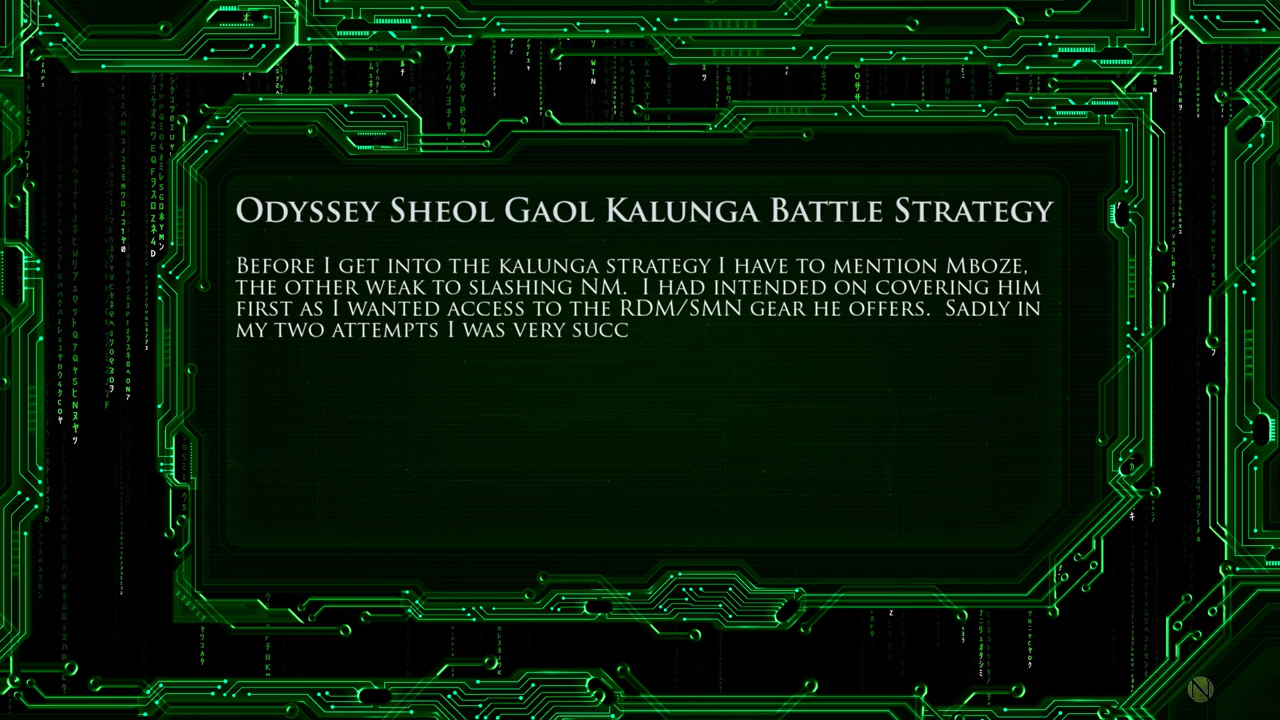 Odyssey Sheol Gaol Kalunga Battle Strategy
Before I get into the kalunga strategy I have to mention Mboze,
the other weak to slashing NM. I had intended on covering him
first as I wanted access to the RDM/SMN gear he offers. Sadly in
my two attempts I was very succ